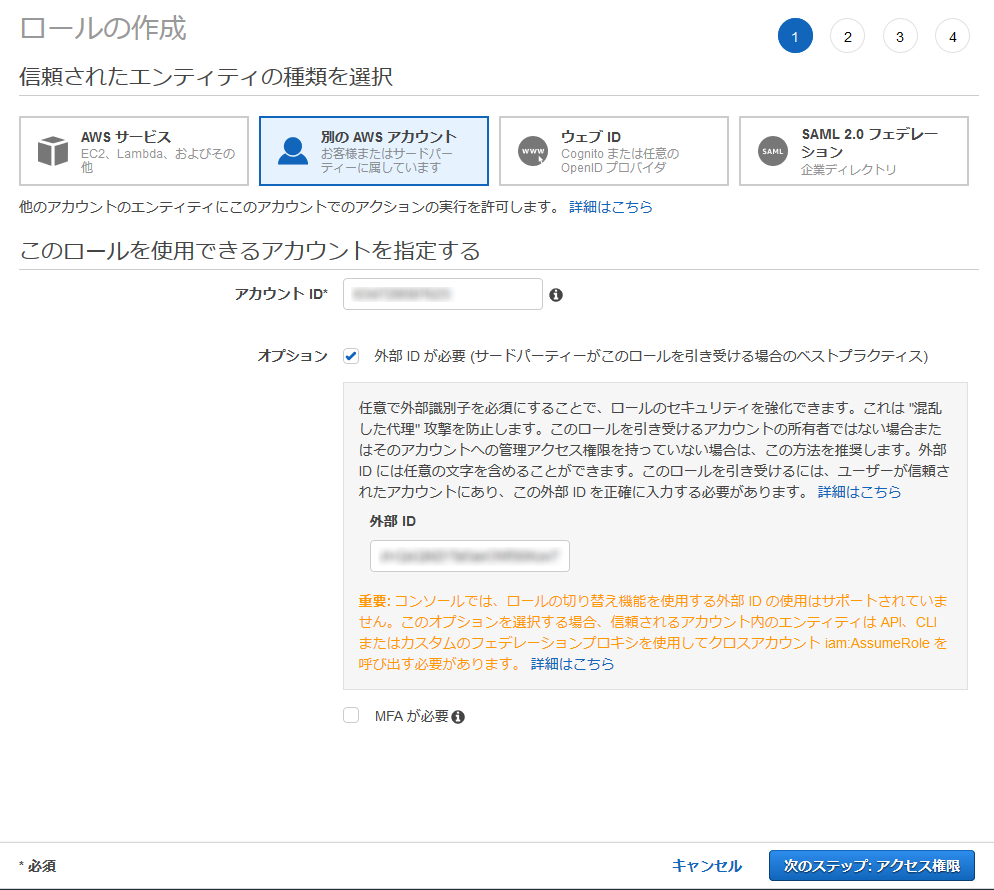 ロールの作成
1 2 3 4
信頼されたエンティティの種類を選択
AWS サービス
EC2、Lambda、およびその
他
別の AWS アカウント
お客様またはサードパー
ティーに属しています
WWW
ウェブ ID
Cognito または任意の
OpenID プロバイダ
SAML
SAML 2.0 フェデレー
ション
企業ディレクトリ
他のアカウントのエンティティにこのアカウントでのアクションの実行を許可します。 詳細はこちら
このロールを使用できるアカウントを指定する
アカウント ID*
オプション 外部 ID が必要 (サードパーティーがこのロールを引き受ける場合のベストプラクティス)
任意で外部識別子を必須にすることで、ロールのセキュリティを強化できます。これは "混乱
した代理" 攻撃を防止します。このロールを引き受けるアカウントの所有者ではない場合また
はそのアカウントへの管理アクセス権限を持っていない場合は、この方法を推奨します。外部
ID には任意の文字を含めることができます。このロールを引き受けるには、ユーザーが信頼さ
れたアカウントにあり、この外部 ID を正確に入力する必要があります。 詳細はこちら
外部 ID
重要: コンソールでは、ロールの切り替え機能を使用する外部 ID の使用はサポートされていま
せん。このオプションを選択する場合、信頼されるアカウント内のエンティティは API、CLI
またはカスタムのフェデレーションプロキシを使用してクロスアカウント iam:AssumeRole を
呼び出す必要があります。 詳細はこちら
MFA が必要
* 必須
キャンセル 次のステップ: アクセス権限